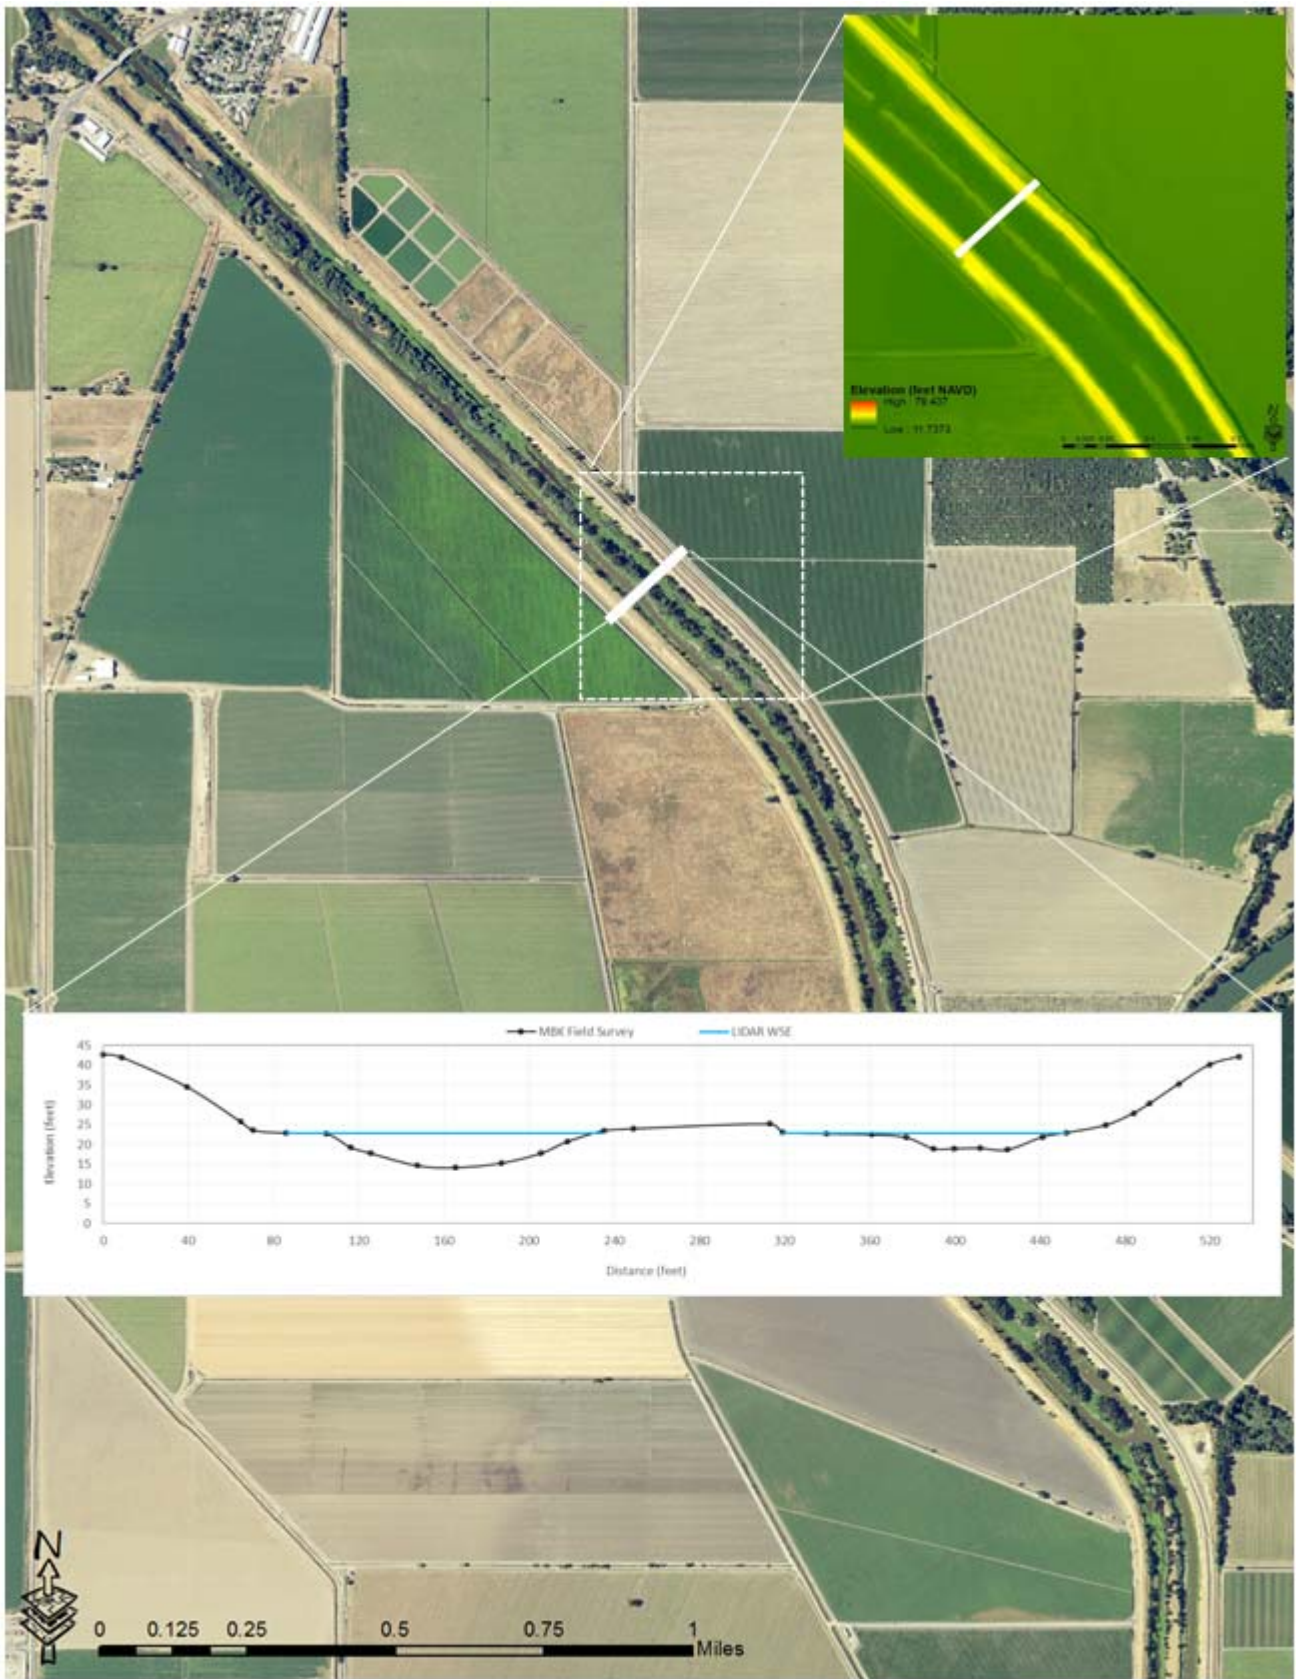 Elevation (feet NAVD)
High : 79.437
Low : 11.7373
MBK Field Survey
LIDAR WSE
45
40
35
30
25
20
15
10
5
0
Elevation (feet)
0 40 80 120 160 200 240 280 320 360 400 440 480 520
Distance (feet)
N
0 0.125 0.25 0.5 0.75 1
Miles